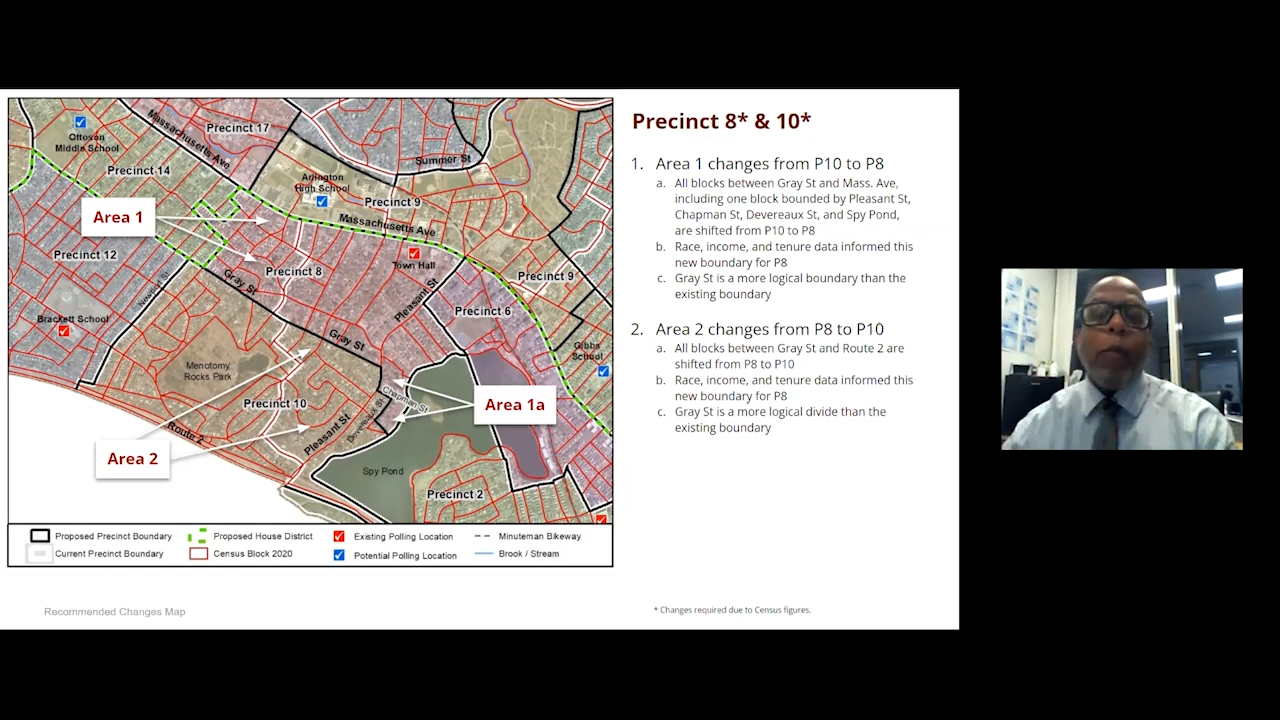 Precinct 8* & 10*
1. Area 1 changes from P10 to P8
a. All blocks between Gray St and Mass. Ave,
including one block bounded by Pleasant St,
Chapman St, Devereaux St, and Spy Pond,
are shifted from P10 to P8
b. Race, income, and tenure data informed this
new boundary for P8
c. Gray St is a more logical boundary than the
existing boundary
2. Area 2 changes from P8 to P10
a. All blocks between Gray St and Route 2 are
shifted from P8 to P10
b. Race, income, and tenure data informed this
new boundary for P8
c. Gray St is a more logical divide than the
existing boundary
* Changes required due to Census figures.
Massachusetts Ave
Precinct 17
Ottoson
Middle School
Summer St
Precinct 14
Arlington
High School
Precinct 9
Area 1
Massachusetts Ave
Precinct 12
Town Hall
Precinct 8
Precinct 9
Newport St
Gray St
Pleasant St
Precinct 6
Brackett School
Gray St
Gibbs
School
Menotomy
Rocks Park
Chapman St
Area 1a
Precinct 10
Devereaux St
Pleasant St
Route 2
Area 2
Spy Pond
Precinct 2
Proposed Precinct Boundary
Proposed House District
Existing Polling Location
Minuteman Bikeway
Current Precinct Boundary
Census Block 2020
Potential Polling Location
Brook / Stream
Recommended Changes Map